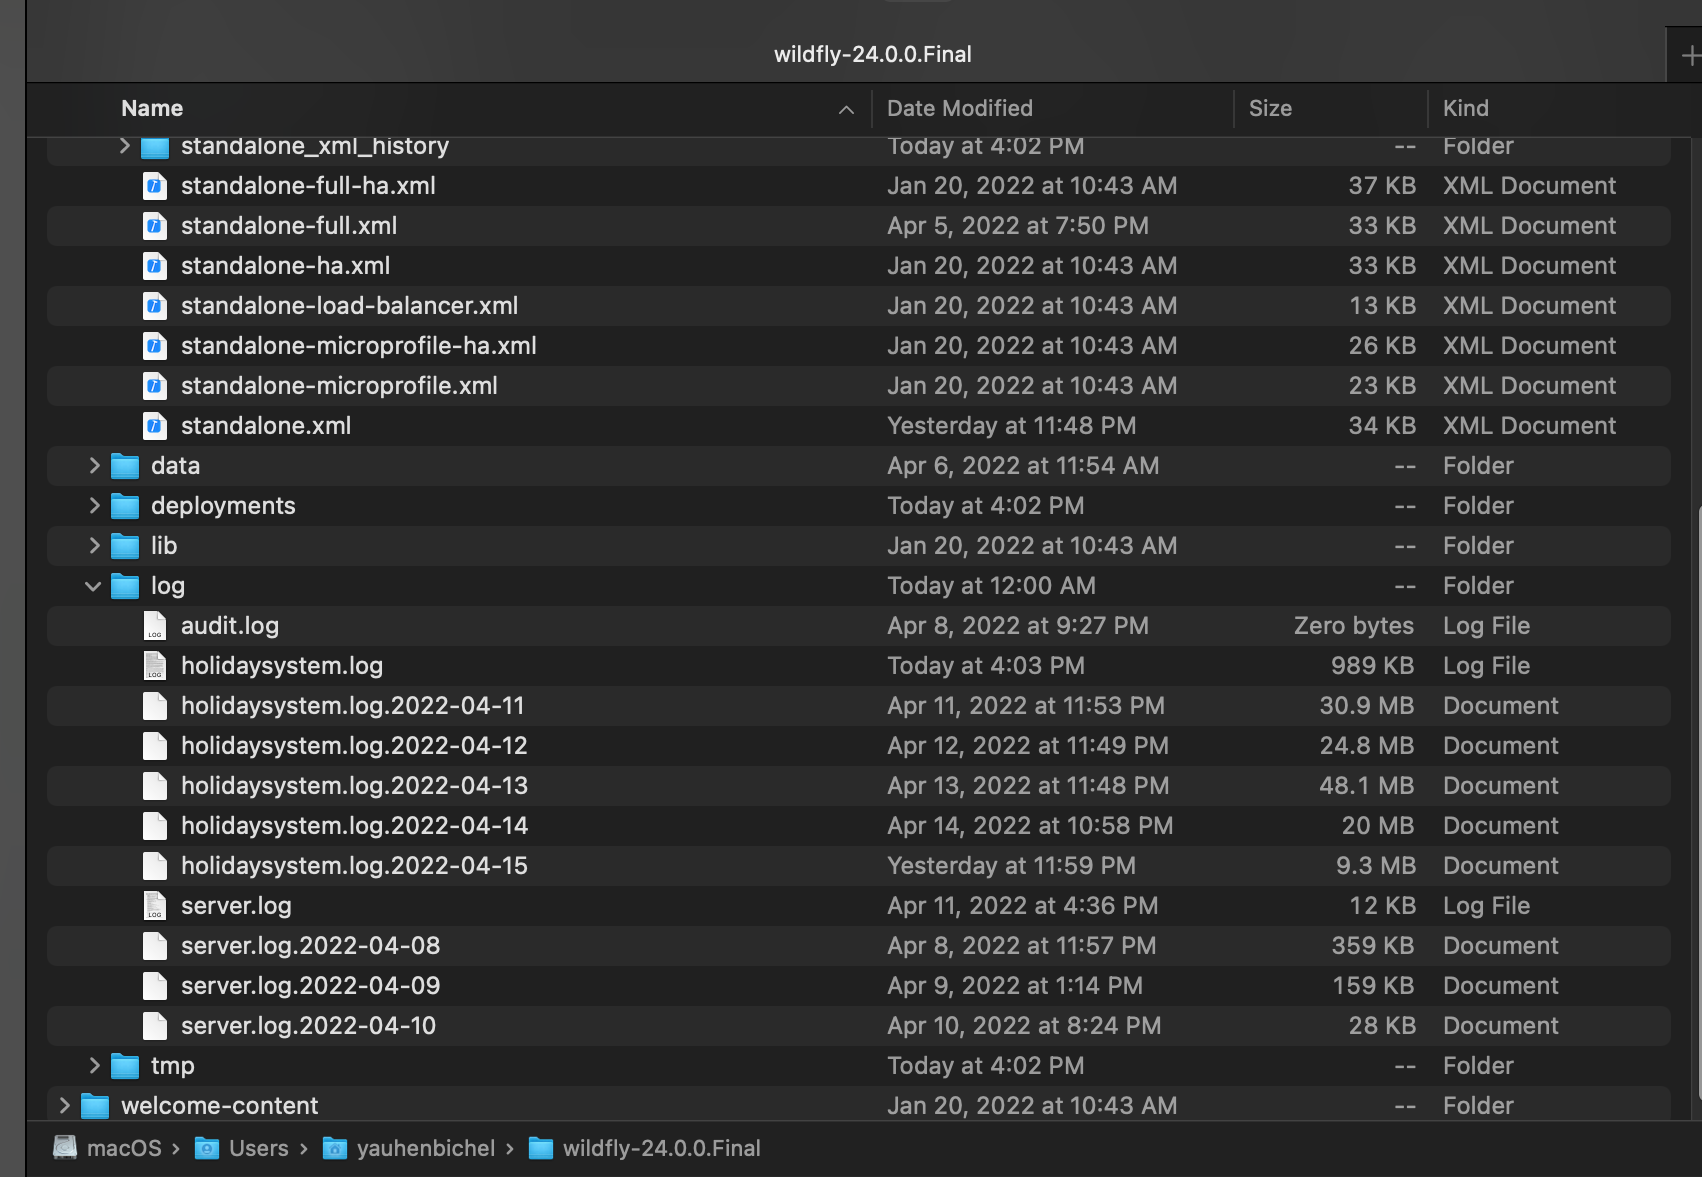 wildfly-24.0.0.Final
Name Date Modified Size Kind
standalone_xml_history Today at 4:02 PM -- Folder
standalone-full-ha.xml Jan 20, 2022 at 10:43 AM 37 KB XML Document
standalone-full.xml Apr 5, 2022 at 7:50 PM 33 KB XML Document
standalone-ha.xml Jan 20, 2022 at 10:43 AM 33 KB XML Document
standalone-load-balancer.xml Jan 20, 2022 at 10:43 AM 13 KB XML Document
standalone-microprofile-ha.xml Jan 20, 2022 at 10:43 AM 26 KB XML Document
standalone-microprofile.xml Jan 20, 2022 at 10:43 AM 23 KB XML Document
standalone.xml Yesterday at 11:48 PM 34 KB XML Document
data Apr 6, 2022 at 11:54 AM -- Folder
deployments Today at 4:02 PM -- Folder
lib Jan 20, 2022 at 10:43 AM -- Folder
log Today at 12:00 AM -- Folder
LOG audit.log Apr 8, 2022 at 9:27 PM Zero bytes Log File
LOG holidaysystem.log Today at 4:03 PM 989 KB Log File
holidaysystem.log.2022-04-11 Apr 11, 2022 at 11:53 PM 30.9 MB Document
holidaysystem.log.2022-04-12 Apr 12, 2022 at 11:49 PM 24.8 MB Document
holidaysystem.log.2022-04-13 Apr 13, 2022 at 11:48 PM 48.1 MB Document
holidaysystem.log.2022-04-14 Apr 14, 2022 at 10:58 PM 20 MB Document
holidaysystem.log.2022-04-15 Yesterday at 11:59 PM 9.3 MB Document
LOG server.log Apr 11, 2022 at 4:36 PM 12 KB Log File
server.log.2022-04-08 Apr 8, 2022 at 11:57 PM 359 KB Document
server.log.2022-04-09 Apr 9, 2022 at 1:14 PM 159 KB Document
server.log.2022-04-10 Apr 10, 2022 at 8:24 PM 28 KB Document
tmp Today at 4:02 PM -- Folder
welcome-content Jan 20, 2022 at 10:43 AM -- Folder
macOS › Users › yauhenbichel › wildfly-24.0.0.Final